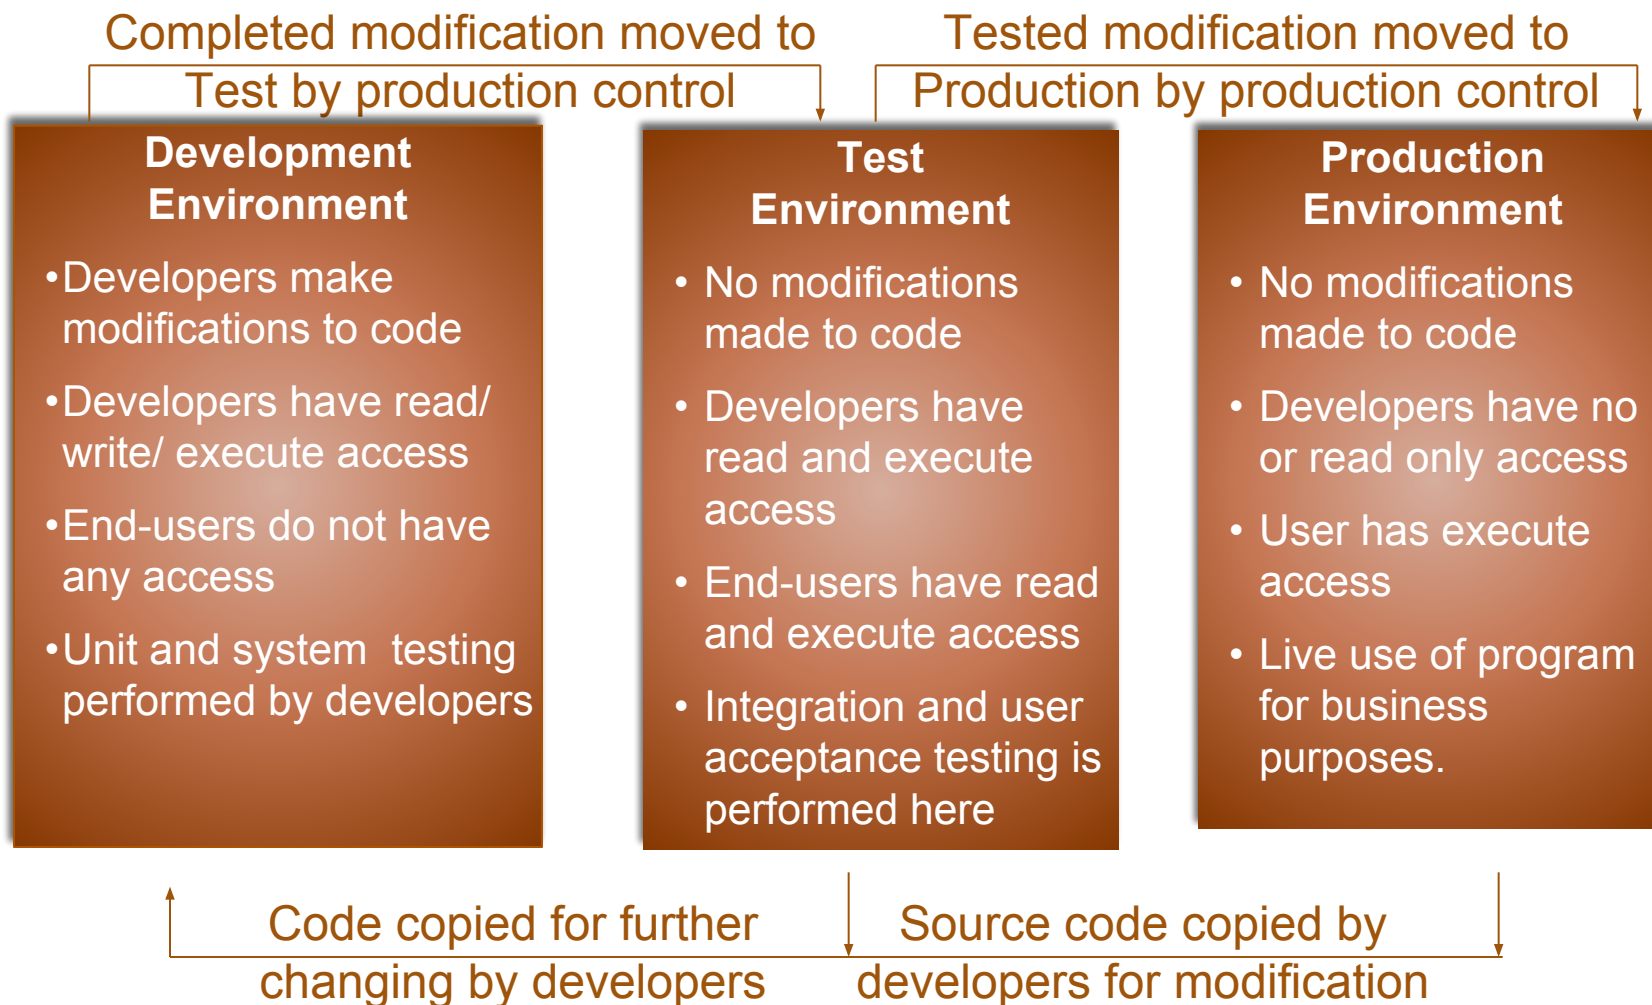 Completed modification moved to
Test by production control
Tested modification moved to
Production by production control
Development
Environment
•Developers make
modifications to code
•Developers have read/
write/ execute access
•End-users do not have
any access
•Unit and system testing
performed by developers
Test
Environment
• No modifications
made to code
• Developers have
read and execute
access
• End-users have read
and execute access
• Integration and user
acceptance testing is
performed here
Production
Environment
• No modifications
made to code
• Developers have no
or read only access
• User has execute
access
• Live use of program
for business
purposes.
Code copied for further
changing by developers
Source code copied by
developers for modification